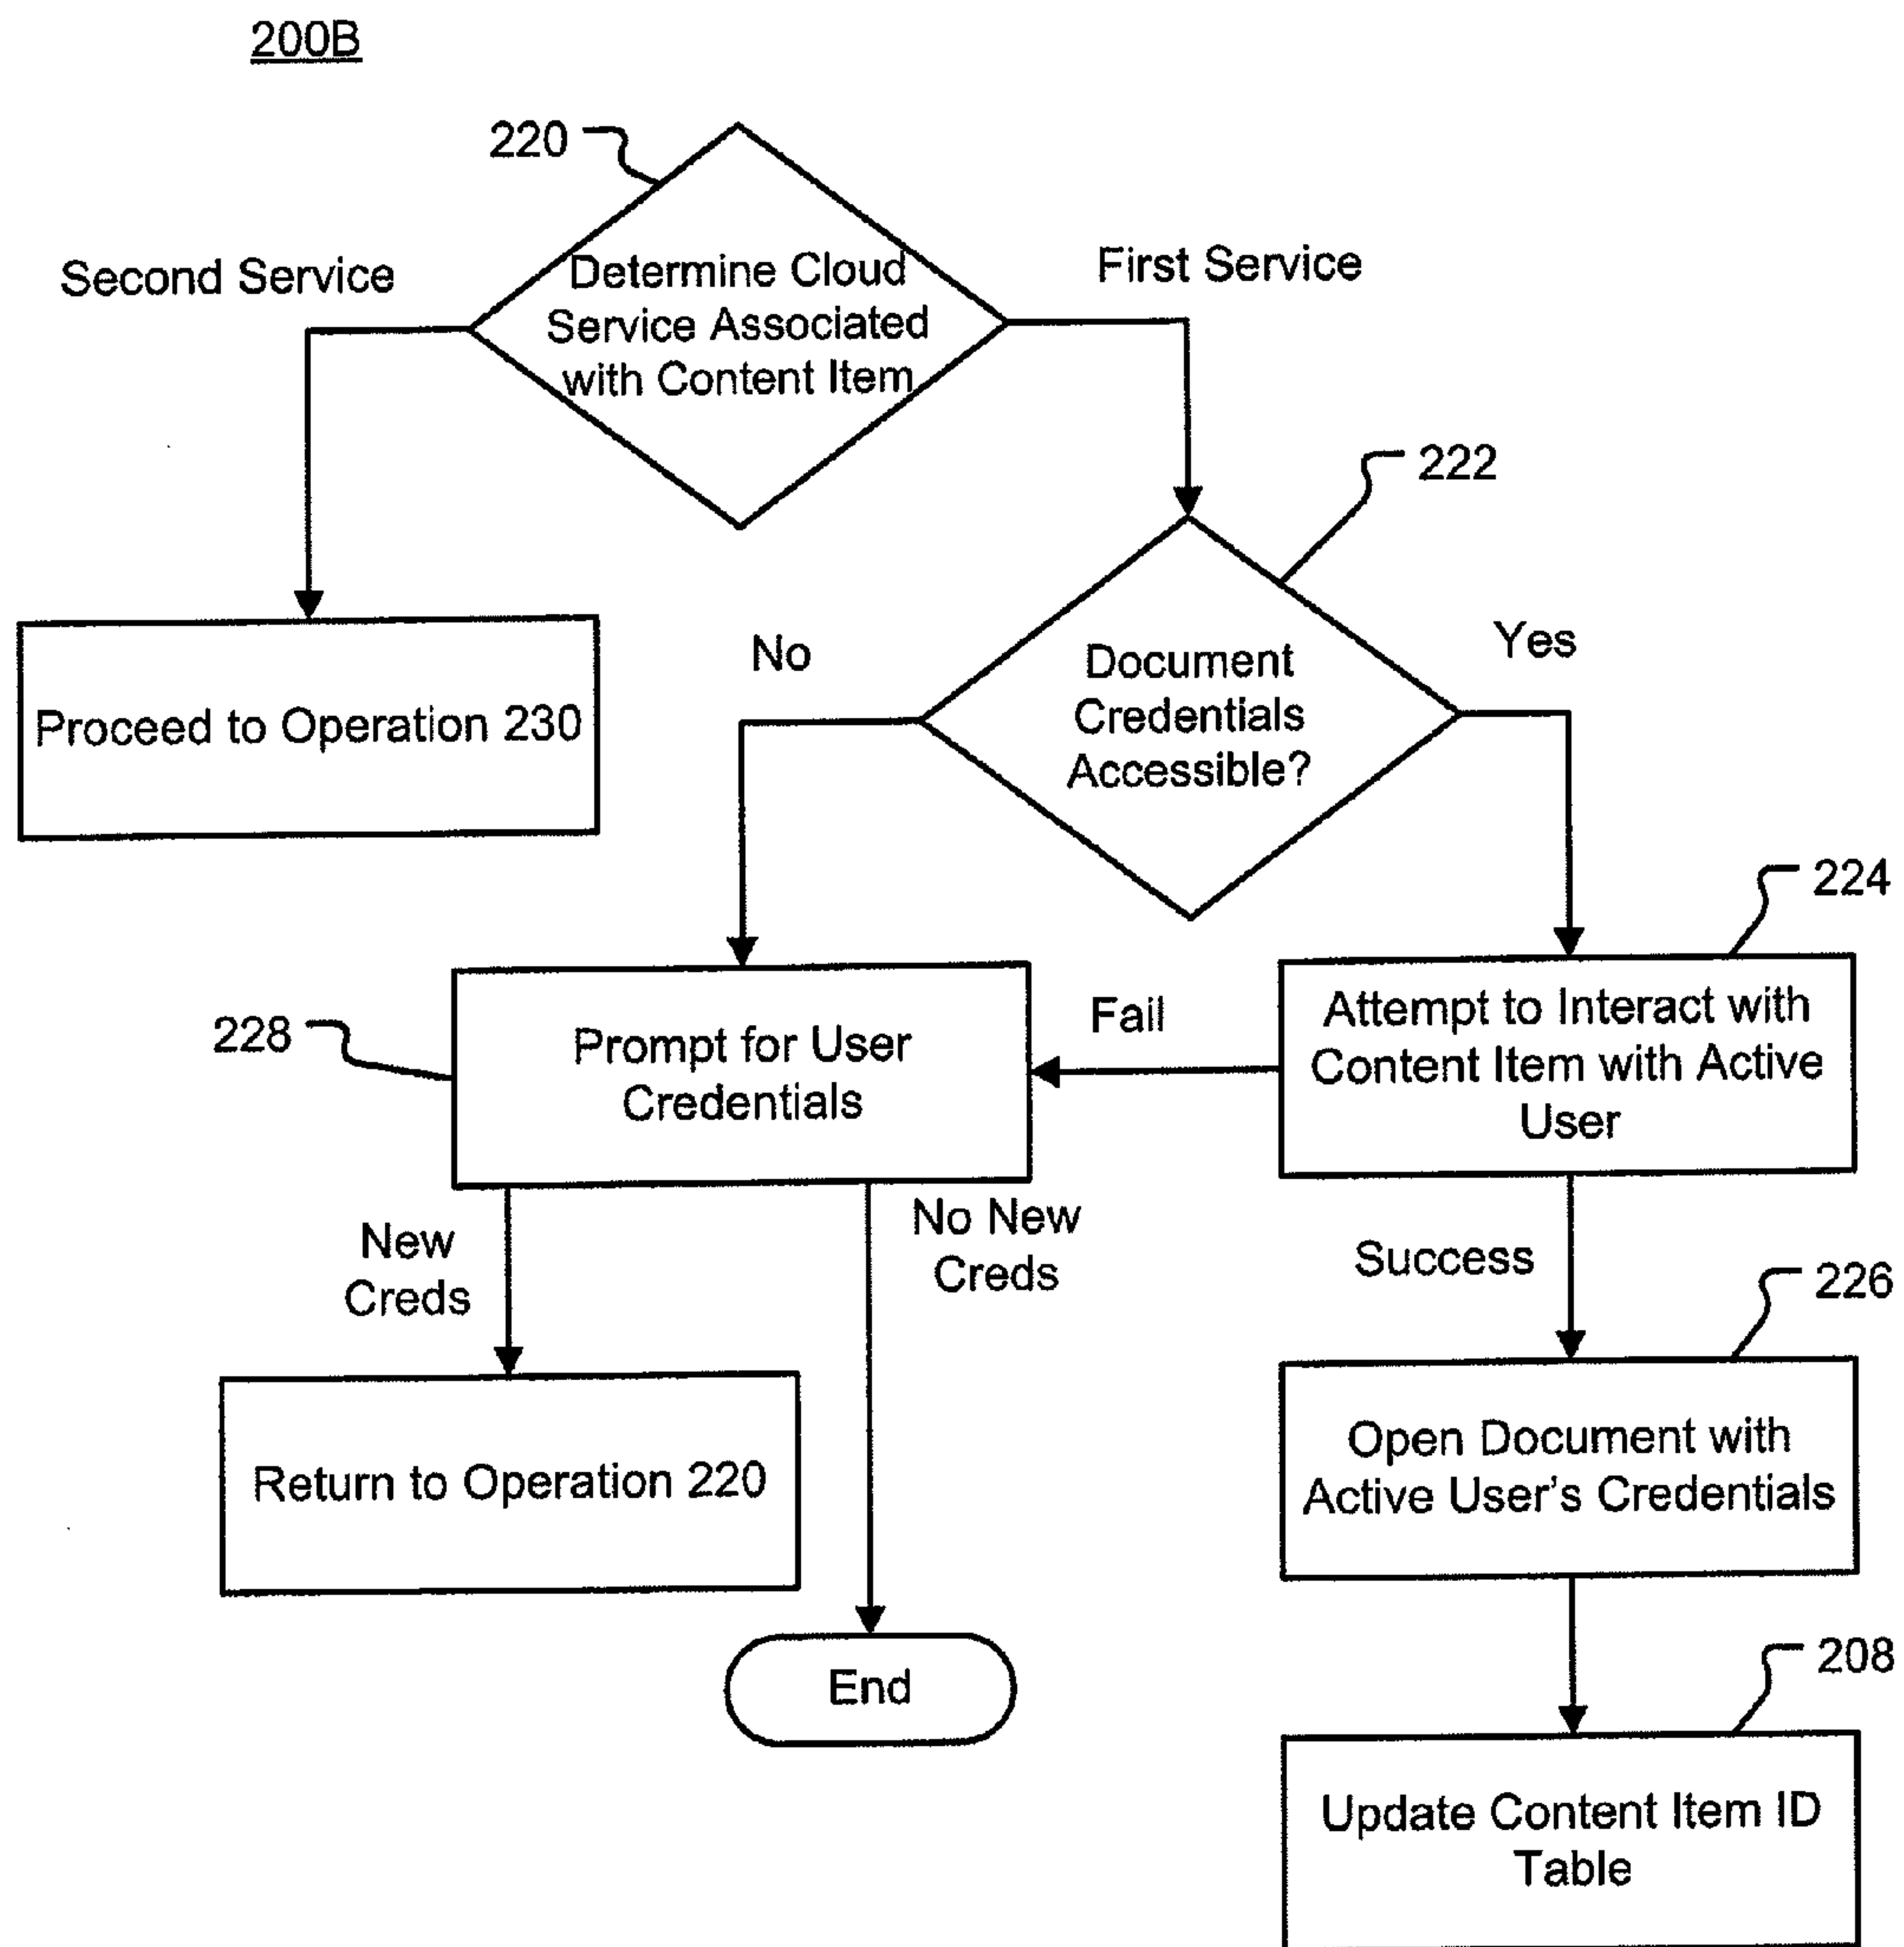 200B
220
Second Service
First Service
Determine Cloud
Service Associated
with Content Item
222
No
Yes
Document
Credentials
Accessible?
Proceed to Operation 230
224
228
Prompt for User
Credentials
Fail
Attempt to Interact with
Content Item with Active
User
New
Creds
No New
Creds
Success
226
Return to Operation 220
Open Document with
Active User's Credentials
End
208
Update Content Item ID
Table